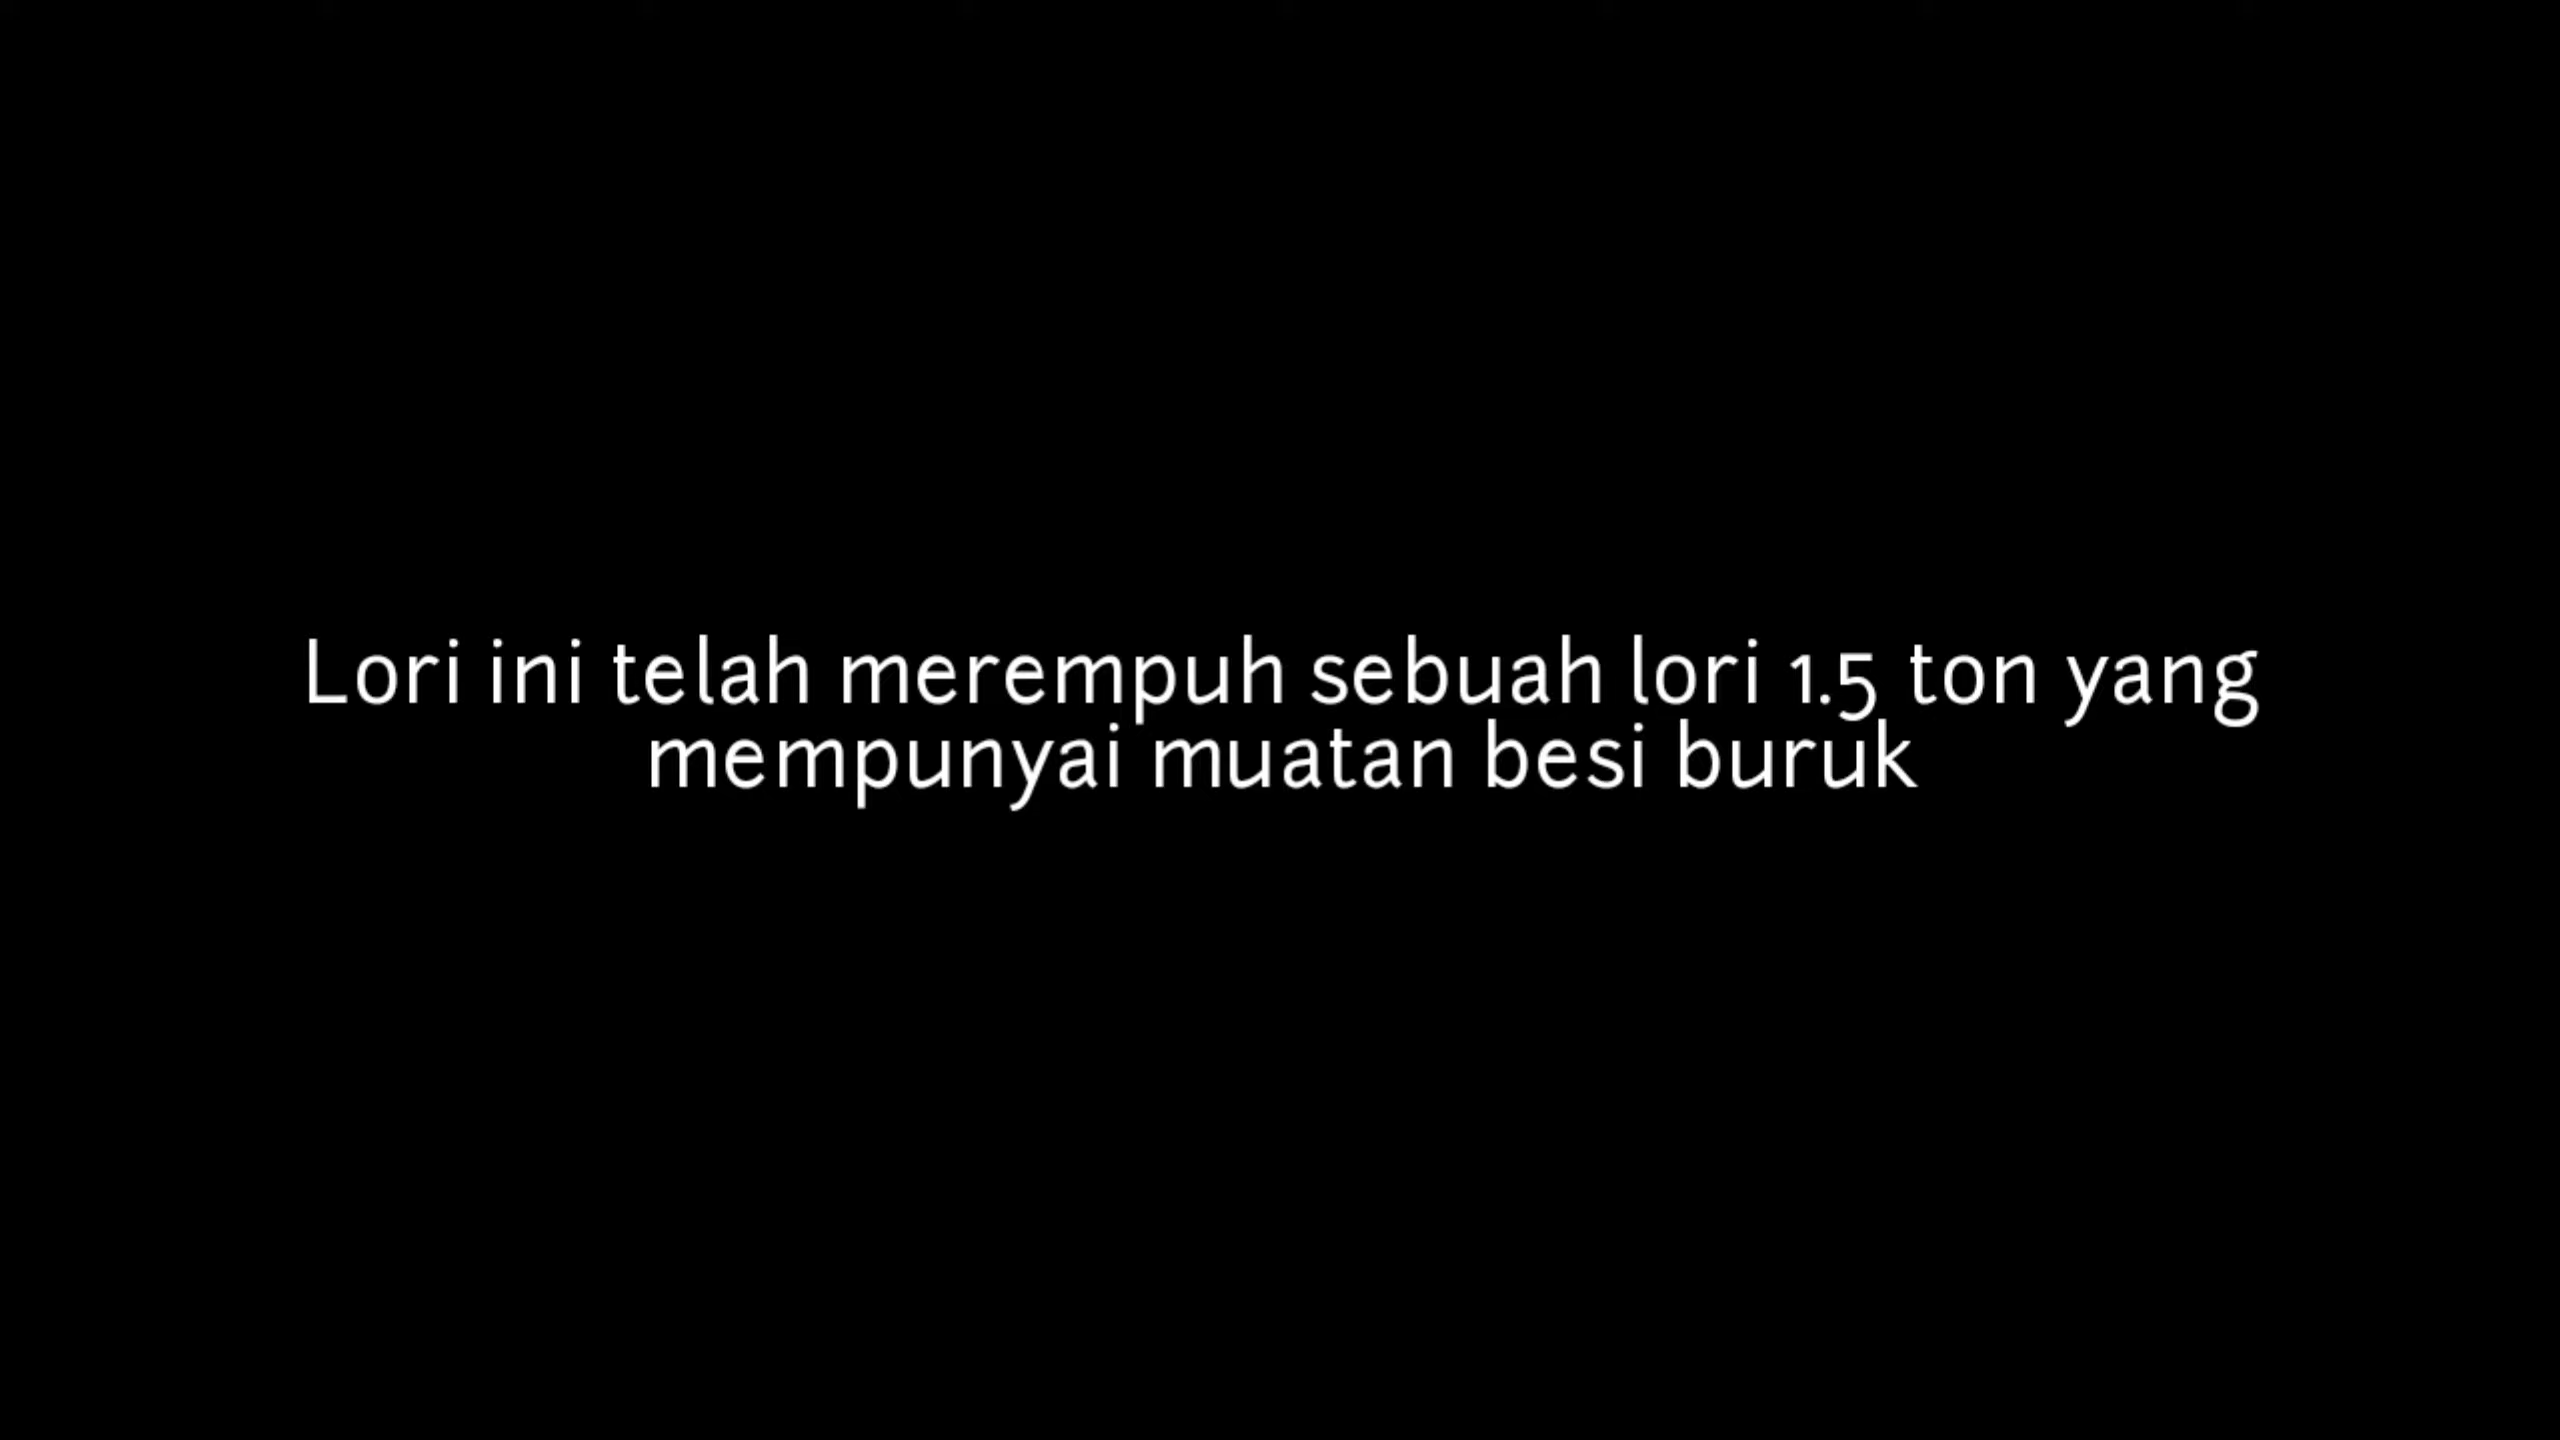 Lori ini telah merempuh sebuah lori 1.5 ton yang
mempunyai muatan besi buruk